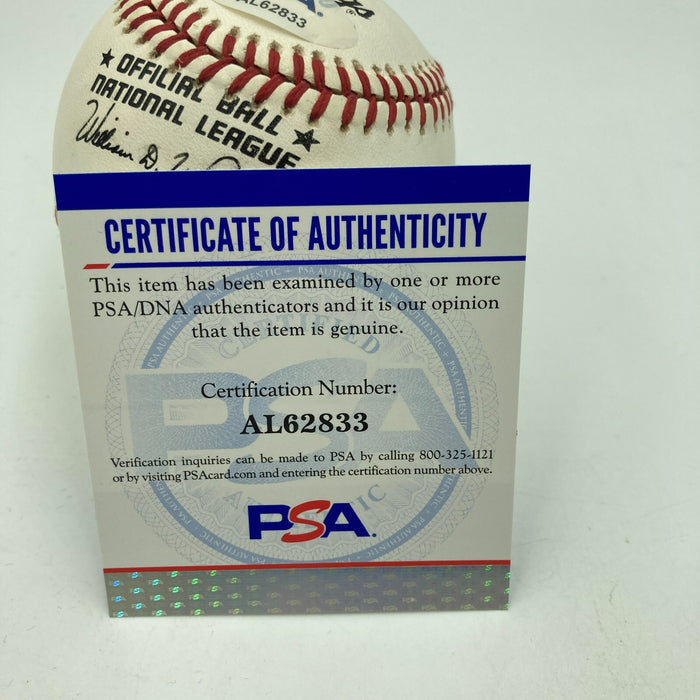 AL62833
OFFICIAL BALL
NATIONAL LEAGUE
William D.
CERTIFICATE OF AUTHENTICITY
This item has been examined by one or more
PSA/DNA authenticators and it is our opinion
that the item is genuine.
CERTIFIED
PSA
Certification Number:
AL62833
Verification inquiries can be made to PSA by calling 800-325-1121
or by visiting PSAcard.com and entering the certification number above.
PSA